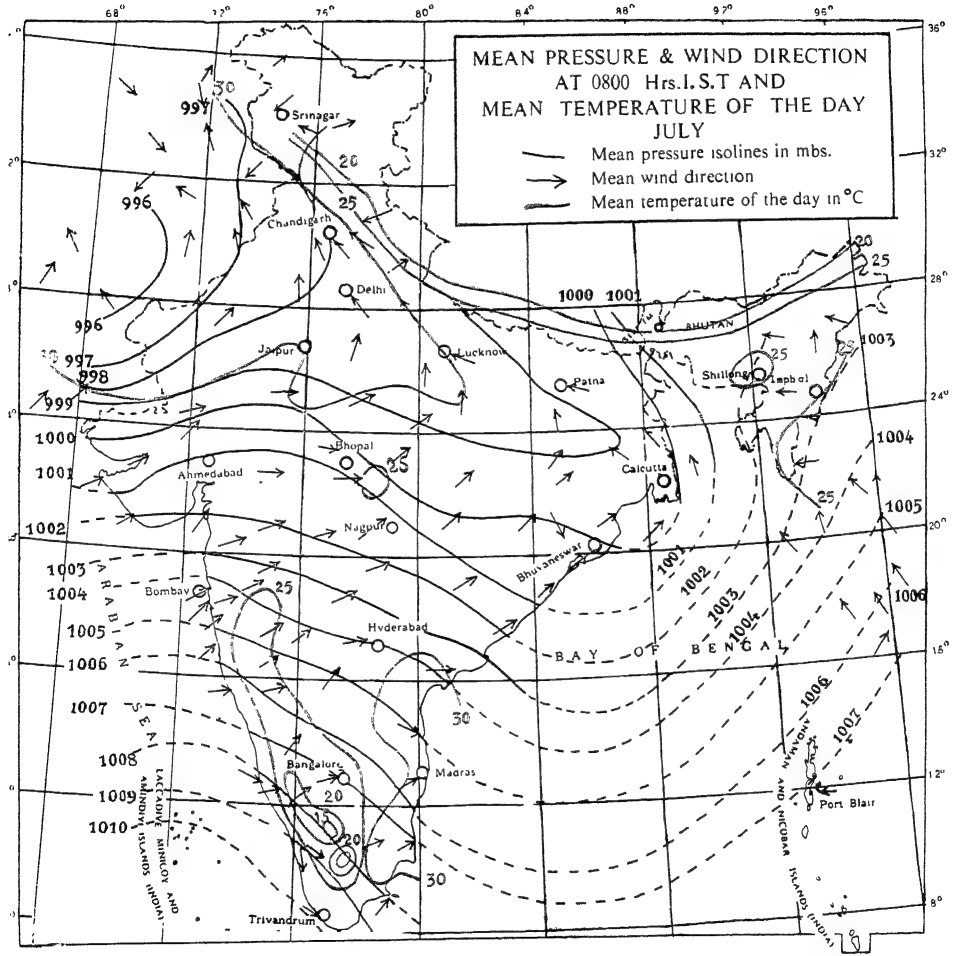 68° 72° 76° 80° 84° 88° 92° 96° 36°
MEAN PRESSURE & WIND DIRECTION
AT 0800 Hrs.I.S.T AND
MEAN TEMPERATURE OF THE DAY
JULY
Mean pressure isolines in mbs.
Mean wind direction
Mean temperature of the day in °C
30
997
Srinagar
20
2° 32°
25
996
Chandigarh
20
25
28°
Delhi
1000 1001
996
BHUTAN
1003
Jaipur
Lucknow
25
997
998
Shillong
Imphal
Patna
999
25
24°
1000
1004
Bhopal
25
1001
Ahmedabad
Calcutta
25
1002
Nagpur
1005
20°
Bhuvaneswar
1003
1001
1004
Bombay
25
1002
1006
1003
1005
Hyderabad
1004
ARABIAN SEA
BAY OF BENGAL
16°
1006
30
1006
1007
1007
1008
Bangalore
Madras
12°
1009
20
Port Blair
15
1010
20
LACCADIVE MINILOY AND
AMINDIVI ISLANDS (INDIA)
ANDAMAN AND NICOBAR ISLANDS (INDIA)
30
8°
Trivandrum